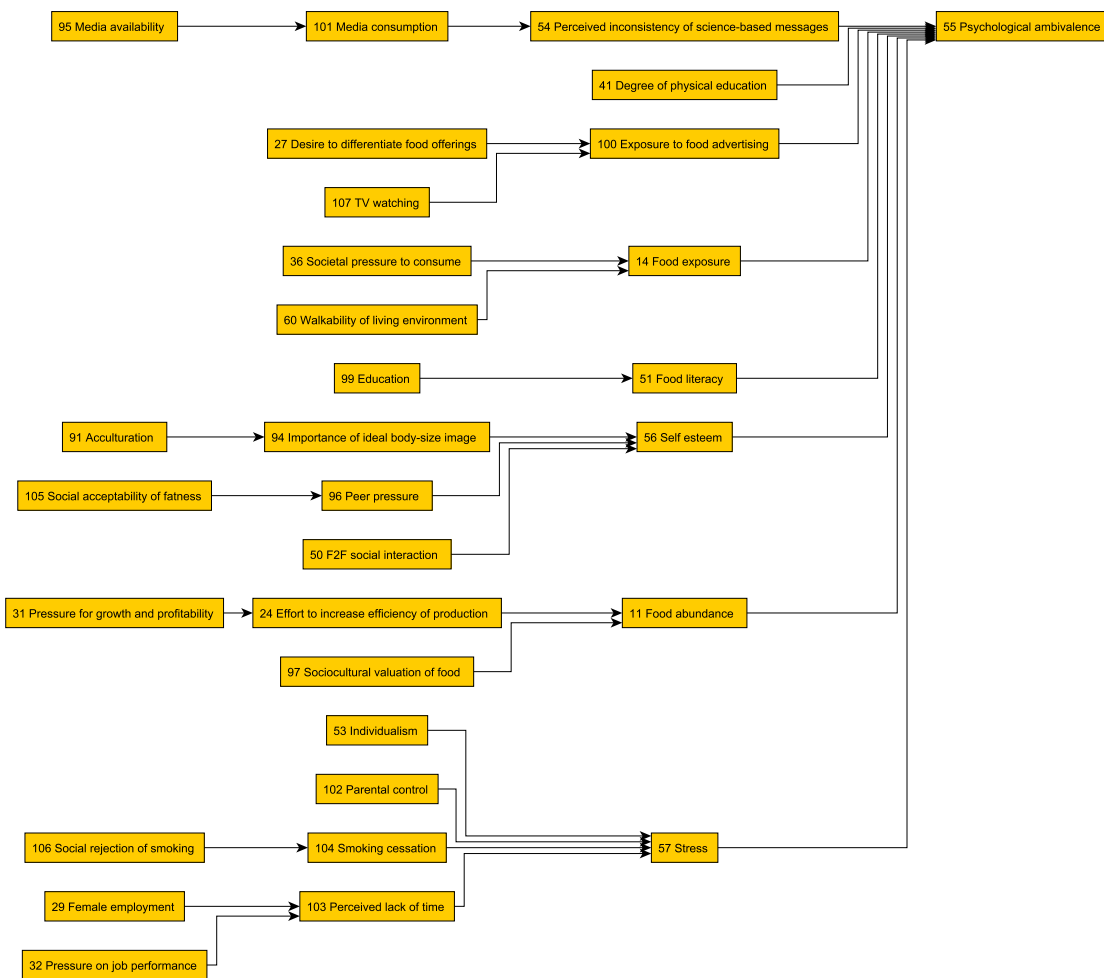 95 Media availability
101 Media consumption
54 Perceived inconsistency of science-based messages
55 Psychological ambivalence
41 Degree of physical education
27 Desire to differentiate food offerings
100 Exposure to food advertising
107 TV watching
36 Societal pressure to consume
14 Food exposure
60 Walkability of living environment
99 Education
51 Food literacy
91 Acculturation
94 Importance of ideal body-size image
56 Self esteem
105 Social acceptability of fatness
96 Peer pressure
50 F2F social interaction
31 Pressure for growth and profitability
24 Effort to increase efficiency of production
11 Food abundance
97 Sociocultural valuation of food
53 Individualism
102 Parental control
106 Social rejection of smoking
104 Smoking cessation
57 Stress
29 Female employment
103 Perceived lack of time
32 Pressure on job performance